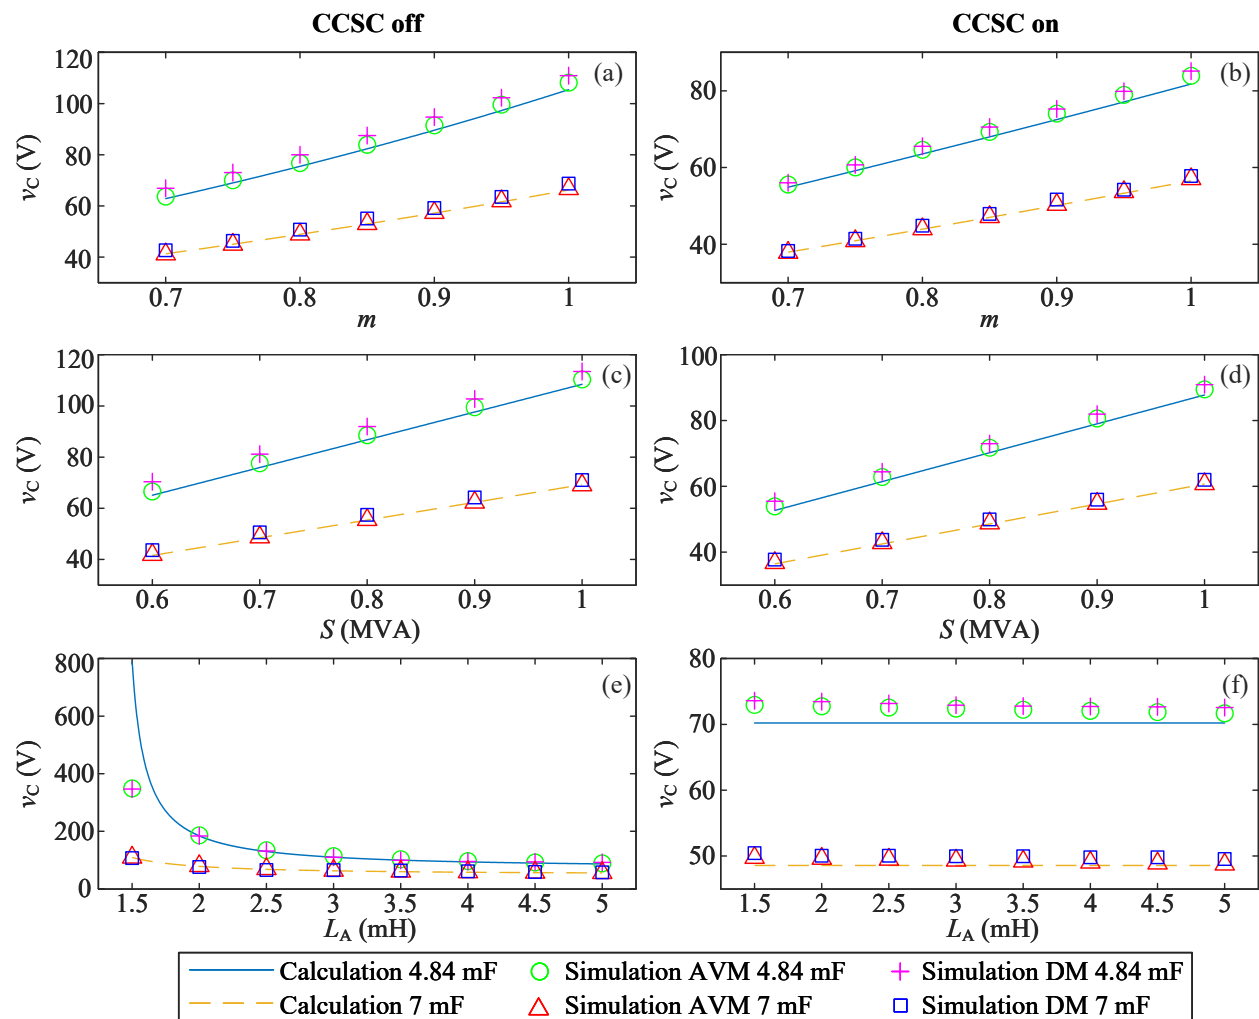 CCSC off
CCSC on
120
100
80
60
40
vC (V)
(a)
0.7
0.8
0.9
1
m
80
60
40
vC (V)
(b)
0.7
0.8
0.9
1
m
120
100
80
60
40
vC (V)
(c)
0.6
0.7
0.8
0.9
1
S (MVA)
100
80
60
40
vC (V)
(d)
0.6
0.7
0.8
0.9
1
S (MVA)
800
600
400
200
0
vC (V)
(e)
1.5
2
2.5
3
3.5
4
4.5
5
LA (mH)
80
70
60
50
vC (V)
(f)
1.5
2
2.5
3
3.5
4
4.5
5
LA (mH)
Calculation 4.84 mF
Simulation AVM 4.84 mF
Simulation DM 4.84 mF
Calculation 7 mF
Simulation AVM 7 mF
Simulation DM 7 mF